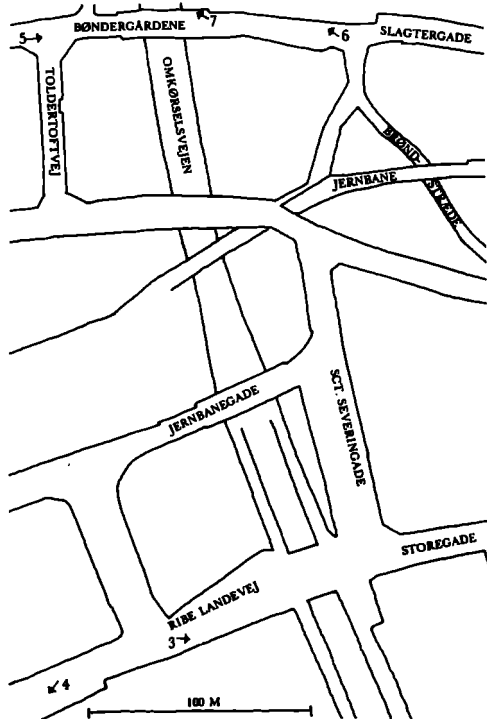 7
BØNDERGÅRDENE
6
SLAGTERGADE
5
TOLDERTOFTVEJ
OMKØRSELSVEJEN
BRØND-
STRÆDE
JERNBANE
SCT. SEVERINGADE
JERNBANEGADE
STOREGADE
RIBE LANDEVEJ
3
4
100 M